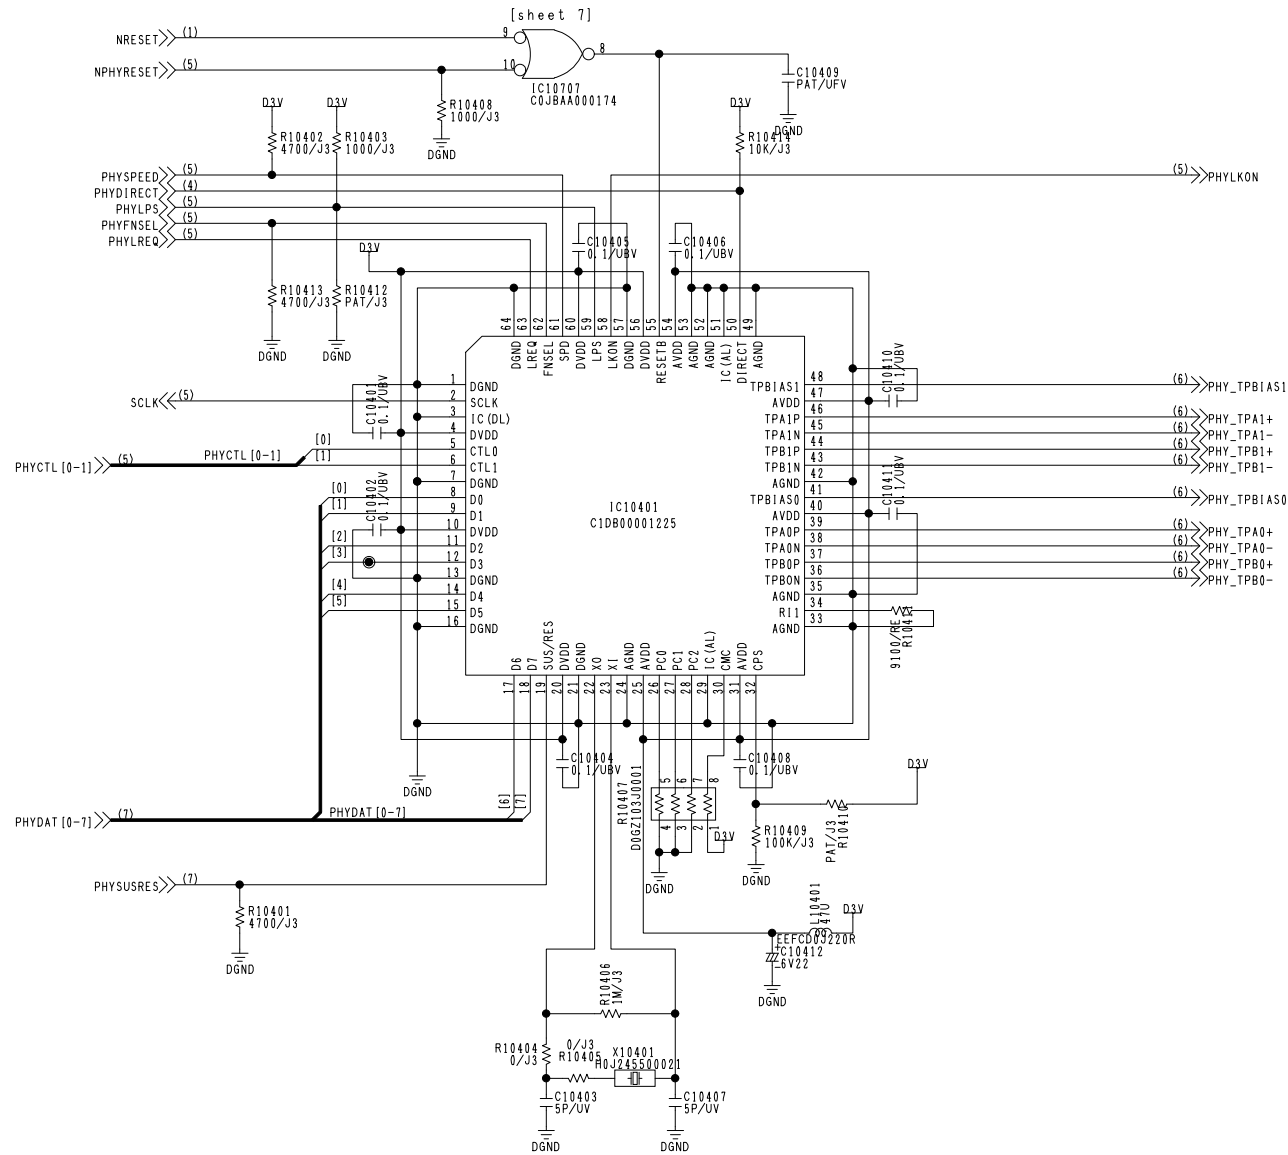 [sheet 7]
NRESET (1)
9
8
NPHYRESET (5)
10
IC10707
C0JBAA000174
C10409
PAT/UFV
DGND
R10408
1000/J3
DGND
D3V
R10402
4700/J3
D3V
R10403
1000/J3
D3V
R10414
10K/J3
PHYSPEED (5)
PHYDIRECT (4)
PHYLPS (5)
PHYFNSEL (5)
PHYLREQ (5)
(5) PHYLKON
D3V
C10405
0.1/UBV
C10406
0.1/UBV
R10413
4700/J3
DGND
R10412
PAT/J3
DGND
64 63 62 61 60 59 58 57 56 55 54 53 52 51 50 49
DGND
LREQ
FNSEL
SPD
DVDD
LPS
LKON
DGND
DVDD
RESETB
AVDD
AGND
AGND
IC(AL)
DIRECT
AGND
C10401
0.1/UBV
C10402
0.1/UBV
SCLK (5)
PHYCTL[0-1] (5)
PHYCTL[0-1]
[0]
[1]
[0]
[1]
[2]
[3]
[4]
[5]
1 DGND
2 SCLK
3 IC(DL)
4 DVDD
5 CTL0
6 CTL1
7 DGND
8 D0
9 D1
10 DVDD
11 D2
12 D3
13 DGND
14 D4
15 D5
16 DGND
IC10401
C1DB00001225
TPBIAS1 48
AVDD 47
TPA1P 46
TPA1N 45
TPB1P 44
TPB1N 43
AGND 42
TPBIAS0 41
AVDD 40
TPA0P 39
TPA0N 38
TPB0P 37
TPB0N 36
AGND 35
RI1 34
AGND 33
C10410
0.1/UBV
C10411
0.1/UBV
9100/RE
(6) PHY_TPBIAS1
(6) PHY_TPA1+
(6) PHY_TPA1-
(6) PHY_TPB1+
(6) PHY_TPB1-
(6) PHY_TPBIAS0
(6) PHY_TPA0+
(6) PHY_TPA0-
(6) PHY_TPB0+
(6) PHY_TPB0-
D6
D7
SUS/RES
DVDD
DGND
XO
XI
AGND
AVDD
PC0
PC1
PC2
IC(AL)
CMC
AVDD
CPS
17 18 19 20 21 22 23 24 25 26 27 28 29 30 31 32
DGND
C10404
0.1/UBV
C10408
0.1/UBV
R10407
D0GZ103J0001
5 6 7 8
4 3 2 1
D3V
DGND
D3V
PAT/J3
R10410
R10409
100K/J3
DGND
PHYDAT[0-7] (7)
PHYDAT[0-7]
[6]
[7]
PHYSUSRES (7)
R10401
4700/J3
DGND
L10401
47U
D3V
EEFCD0J220R
+C10412
6V22
DGND
R10406
1M/J3
R10404
0/J3
0/J3
R10405
X10401
H0J245500021
C10403
5P/UV
DGND
C10407
5P/UV
DGND